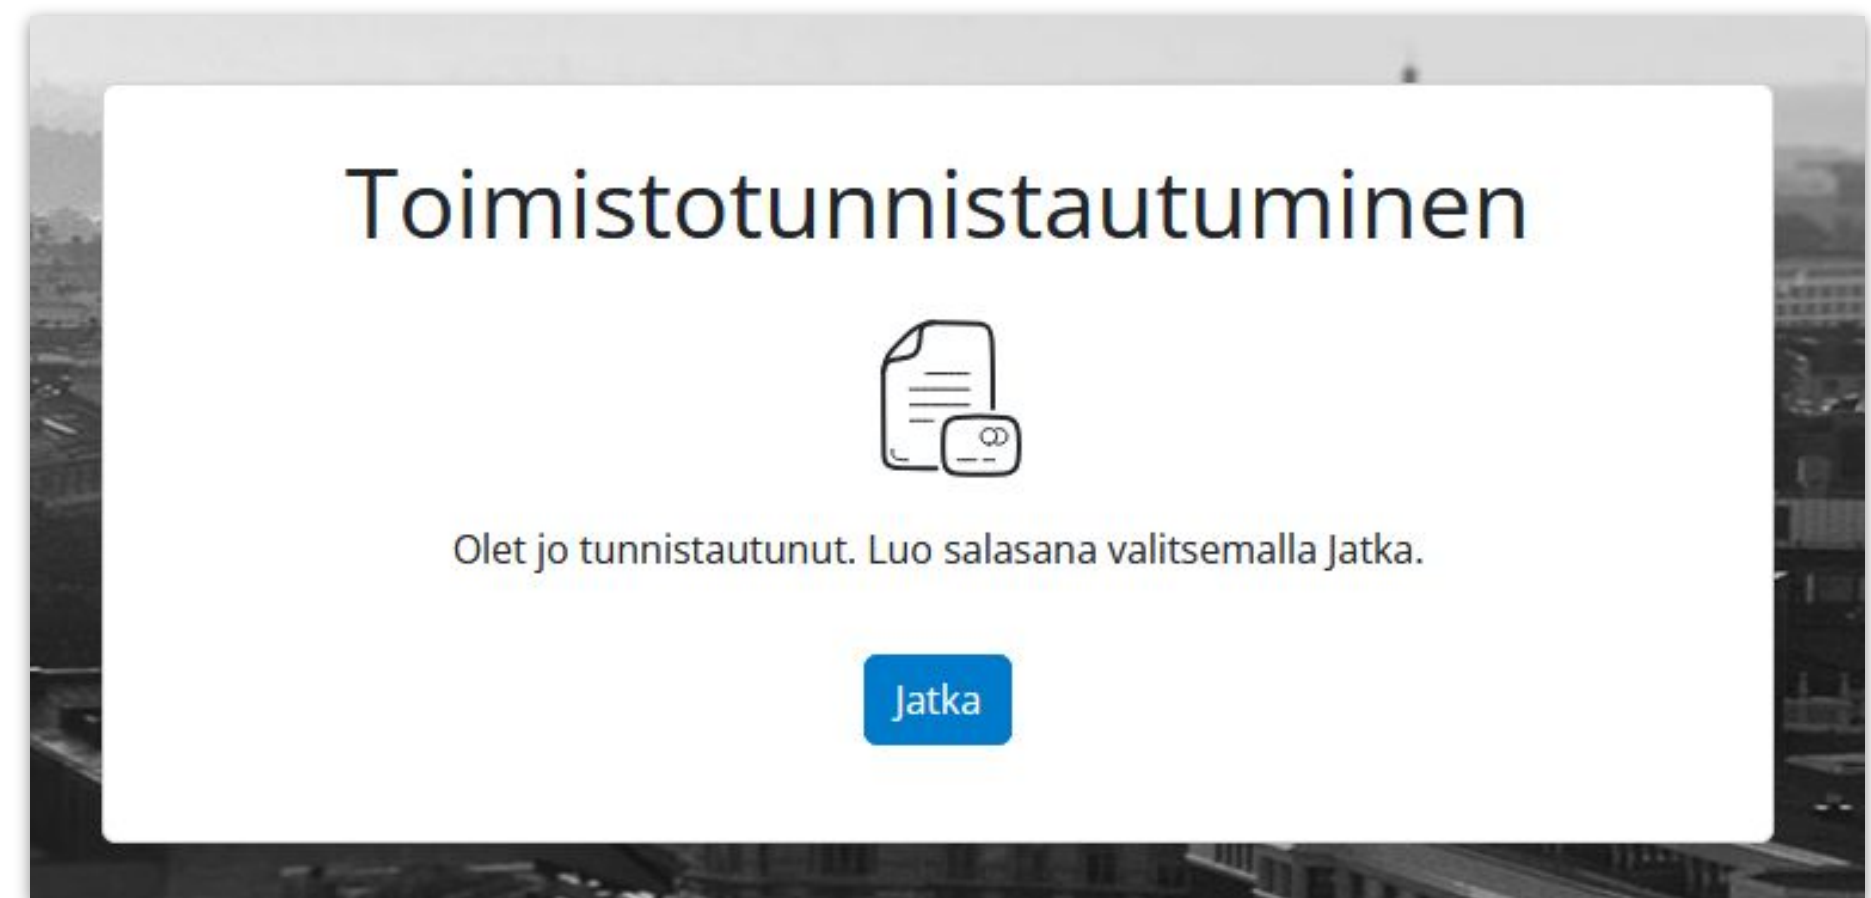 Toimistotunnistautuminen
Olet jo tunnistautunut. Luo salasana valitsemalla Jatka.
Jatka